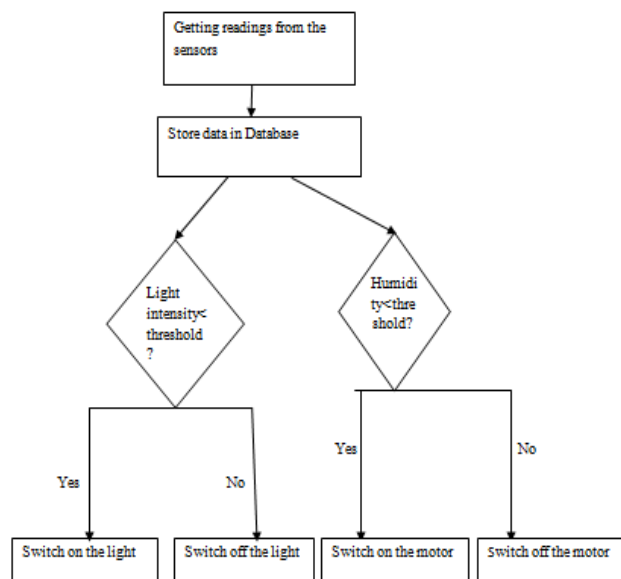 Getting readings from the
sensors
Store data in Database
Light
intensity<
threshold
?
Humidi
ty<thre
shold?
Yes
No
Yes
No
Switch on the light
Switch off the light
Switch on the motor
Switch off the motor